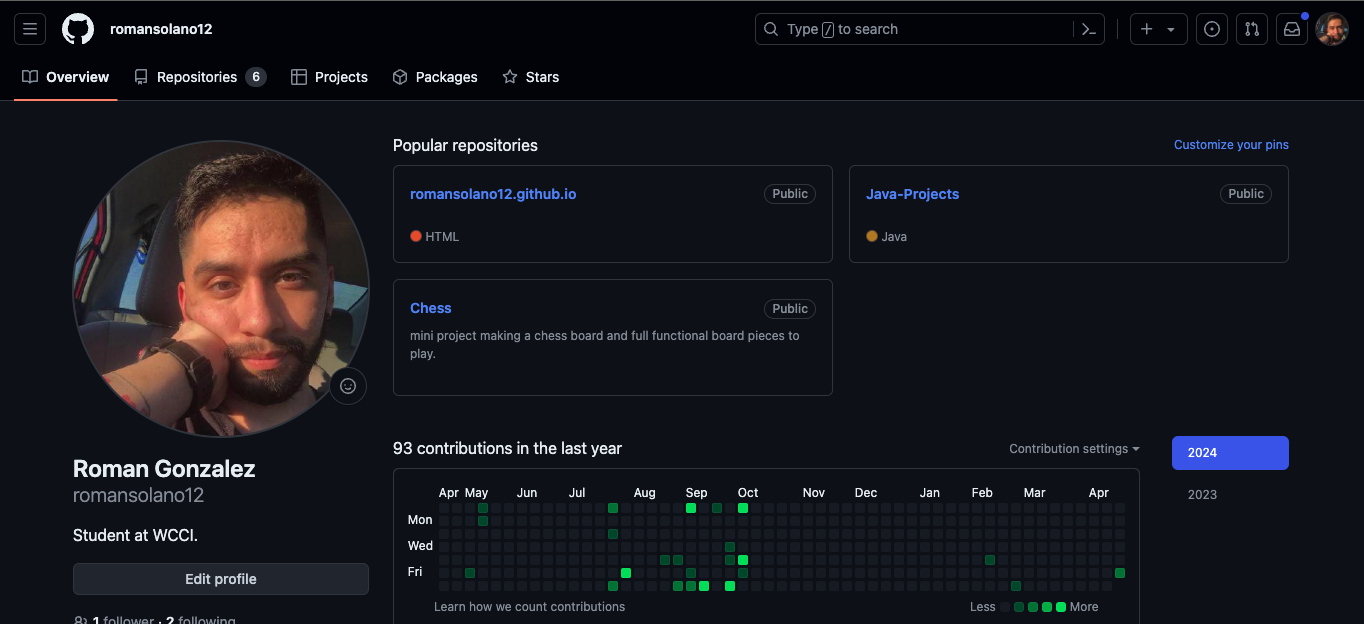 romansolano12
Type / to search
Overview
Repositories 6
Projects
Packages
Stars
Popular repositories
Customize your pins
romansolano12.github.io
Public
HTML
Java-Projects
Public
Java
Chess
Public
mini project making a chess board and full functional board pieces to
play.
Roman Gonzalez
romansolano12
Student at WCCI.
Edit profile
1 follower · 2 following
93 contributions in the last year
Contribution settings
2024
2023
Apr May Jun Jul Aug Sep Oct Nov Dec Jan Feb Mar Apr
Mon
Wed
Fri
Learn how we count contributions
Less
More